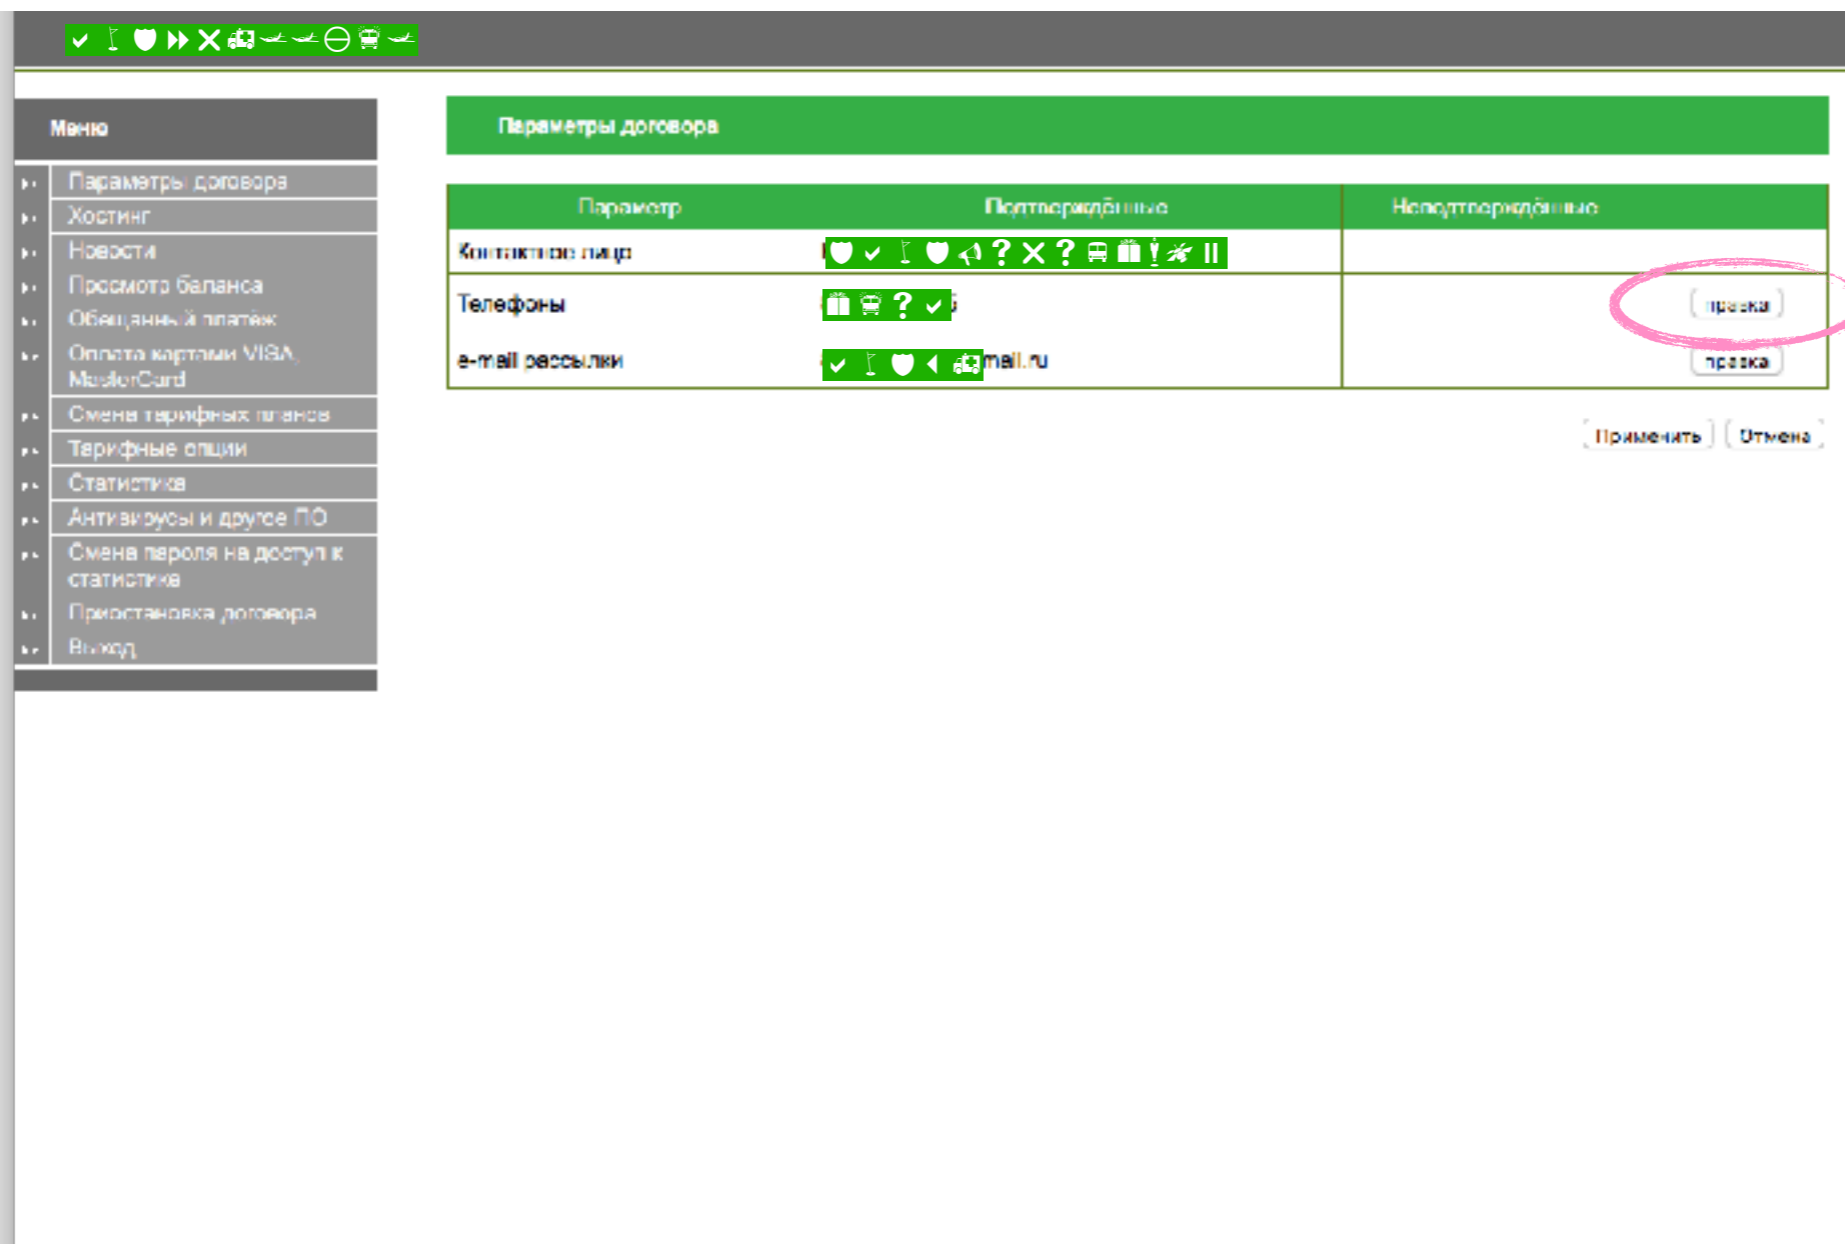 Меню
Параметры договора
Хостинг
Новости
Просмотр баланса
Обещанный платёж
Оплата картами VISA,
MasterCard
Смена тарифных планов
Тарифные опции
Статистика
Антивирусы и другое ПО
Смена пароля на доступ к
статистике
Приостановка договора
Выход
Параметры договора
Параметр Подтверждённые Неподтверждённые
Контактное лицо
Телефоны правка
e-mail рассылки mail.ru правка
Применить Отмена